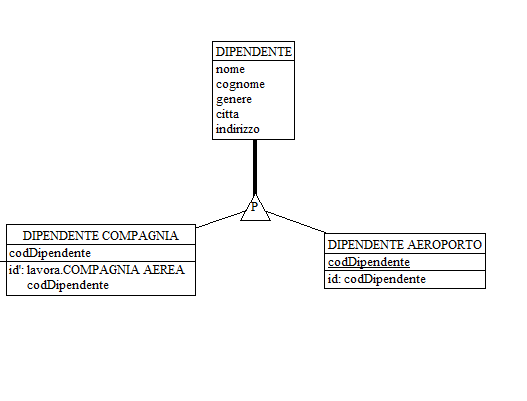 DIPENDENTE
nome
cognome
genere
citta
indirizzo
P
DIPENDENTE COMPAGNIA
codDipendente
id': lavora.COMPAGNIA AEREA
codDipendente
DIPENDENTE AEROPORTO
codDipendente
id: codDipendente